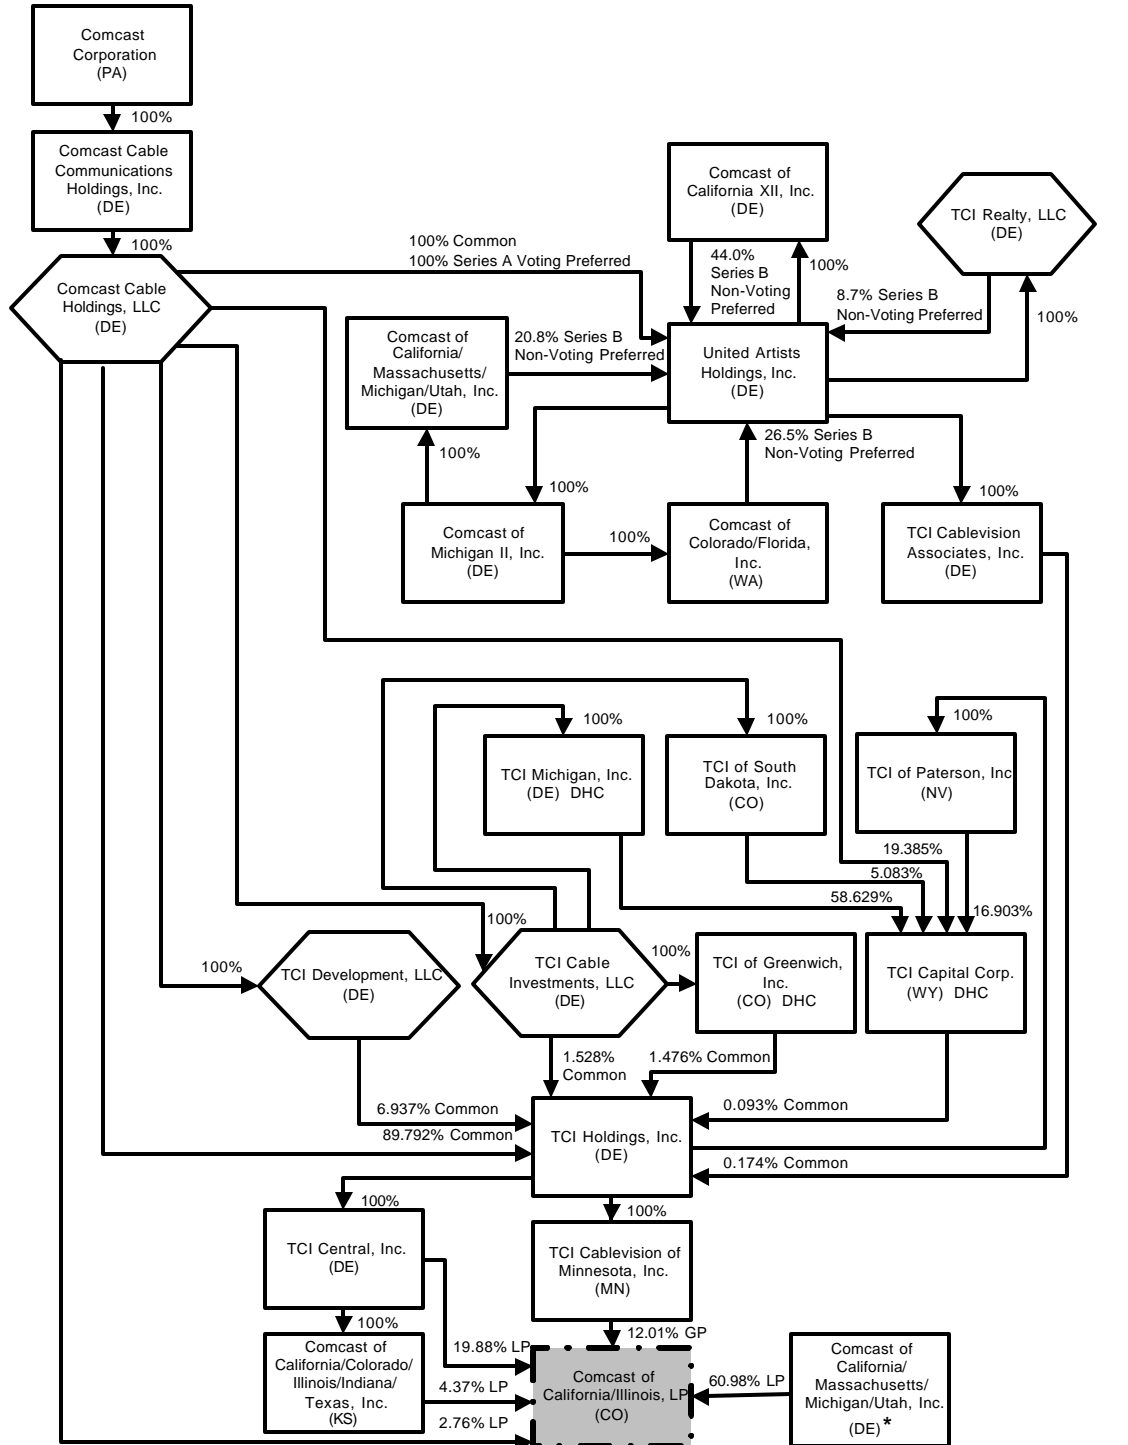 Comcast
Corporation
(PA)
100%
Comcast Cable
Communications
Holdings, Inc.
(DE)
100%
Comcast Cable
Holdings, LLC
(DE)
100% Common
100% Series A Voting Preferred
Comcast of
California XII, Inc.
(DE)
TCI Realty, LLC
(DE)
44.0%
Series B
Non-Voting
Preferred
100%
8.7% Series B
Non-Voting Preferred
100%
Comcast of
California/
Massachusetts/
Michigan/Utah, Inc.
(DE)
20.8% Series B
Non-Voting Preferred
United Artists
Holdings, Inc.
(DE)
100%
26.5% Series B
Non-Voting Preferred
100%
100%
Comcast of
Michigan II, Inc.
(DE)
100%
Comcast of
Colorado/Florida,
Inc.
(WA)
TCI Cablevision
Associates, Inc.
(DE)
100%
100%
100%
TCI Michigan, Inc.
(DE) DHC
TCI of South
Dakota, Inc.
(CO)
TCI of Paterson, Inc
(NV)
19.385%
5.083%
58.629%
16.903%
100%
100%
100%
TCI Development, LLC
(DE)
TCI Cable
Investments, LLC
(DE)
TCI of Greenwich,
Inc.
(CO) DHC
TCI Capital Corp.
(WY) DHC
1.528%
Common
1.476% Common
6.937% Common
0.093% Common
89.792% Common
TCI Holdings, Inc.
(DE)
0.174% Common
100%
100%
TCI Central, Inc.
(DE)
TCI Cablevision of
Minnesota, Inc.
(MN)
100%
12.01% GP
19.88% LP
Comcast of
California/Colorado/
Illinois/Indiana/
Texas, Inc.
(KS)
4.37% LP
2.76% LP
Comcast of
California/Illinois, LP
(CO)
60.98% LP
Comcast of
California/
Massachusetts/
Michigan/Utah, Inc.
(DE) *